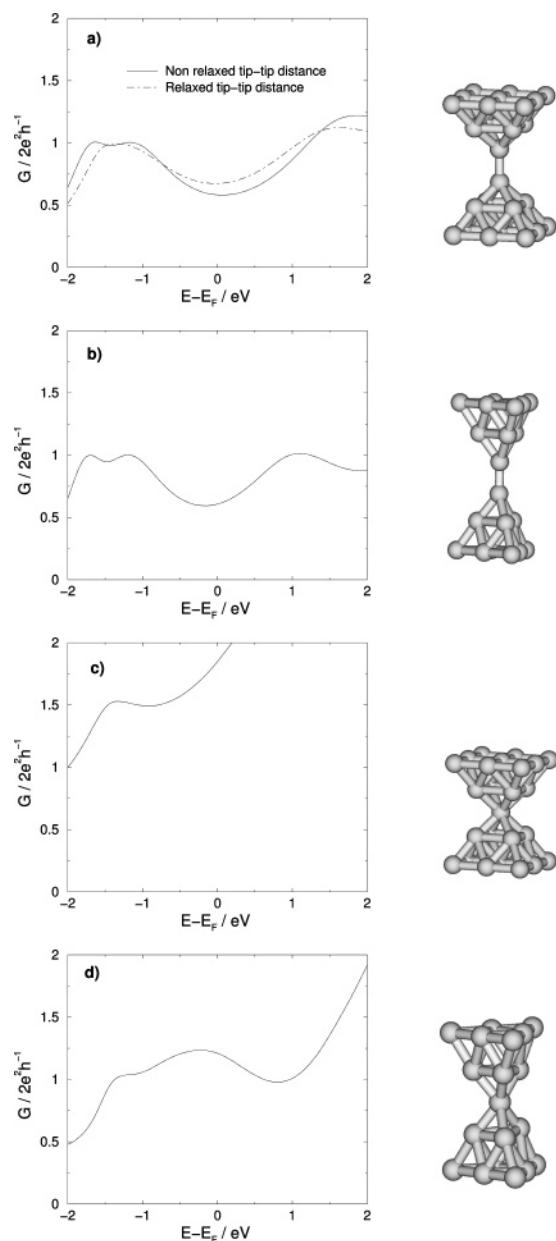 a)
Non relaxed tip-tip distance
Relaxed tip-tip distance
2
1.5
1
0.5
0
G / 2e²h⁻¹
−2 −1 0 1 2
E−E_F / eV
b)
2
1.5
1
0.5
0
G / 2e²h⁻¹
−2 −1 0 1 2
E−E_F / eV
c)
2
1.5
1
0.5
0
G / 2e²h⁻¹
−2 −1 0 1 2
E−E_F / eV
d)
2
1.5
1
0.5
0
G / 2e²h⁻¹
−2 −1 0 1 2
E−E_F / eV